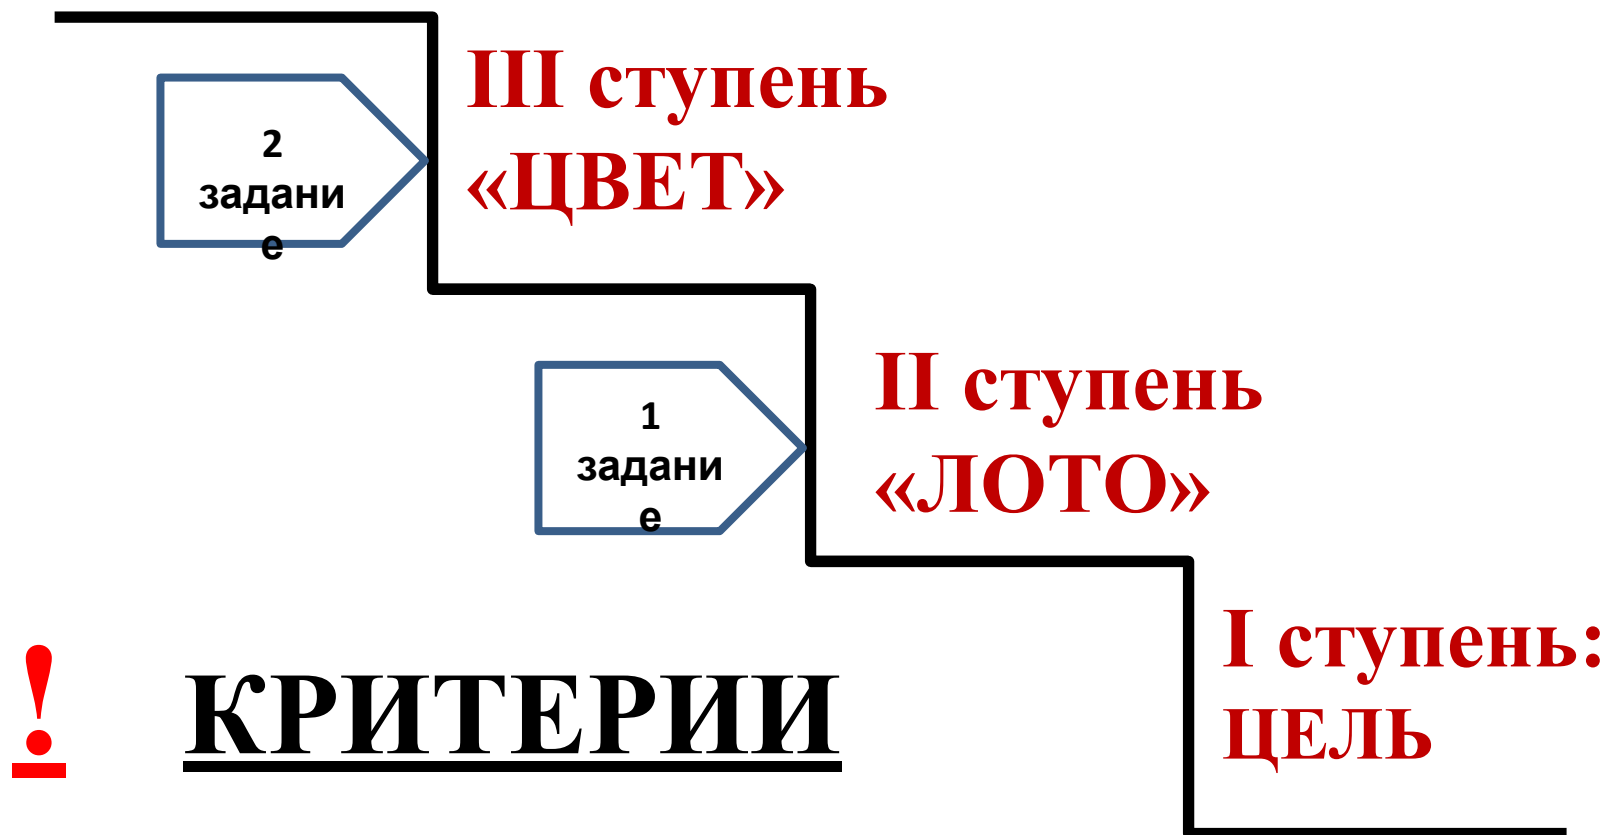 III ступень
«ЦВЕТ»
2
задани
е
II ступень
«ЛОТО»
1
задани
е
I ступень:
ЦЕЛЬ
! КРИТЕРИИ